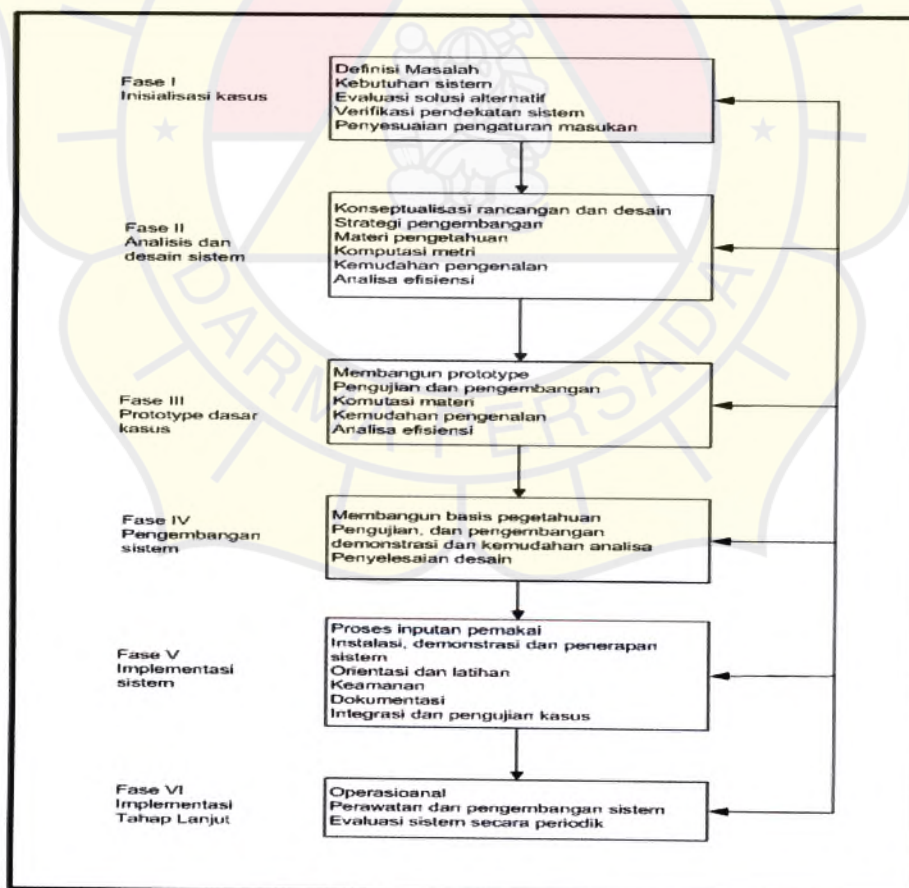 Fase I
Inisialisasi kasus
Definisi Masalah
Kebutuhan sistem
Evaluasi solusi alternatif
Verifikasi pendekatan sistem
Penyesuaian pengaturan masukan
Fase II
Analisis dan
desain sistem
Konseptualisasi rancangan dan desain
Strategi pengembangan
Materi pengetahuan
Komputasi metri
Kemudahan pengenalan
Analisa efisiensi
Fase III
Prototype dasar
kasus
Membangun prototype
Pengujian dan pengembangan
Komutasi materi
Kemudahan pengenalan
Analisa efisiensi
Fase IV
Pengembangan
sistem
Membangun basis pegetahuan
Pengujian, dan pengembangan
demonstrasi dan kemudahan analisa
Penyelesaian desain
Fase V
Implementasi
sistem
Proses inputan pemakai
Instalasi, demonstrasi dan penerapan
sistem
Orientasi dan latihan
Keamanan
Dokumentasi
Integrasi dan pengujian kasus
Fase VI
Implementasi
Tahap Lanjut
Operasioanal
Perawatan dan pengembangan sistem
Evaluasi sistem secara periodik
DARMA PERSADA